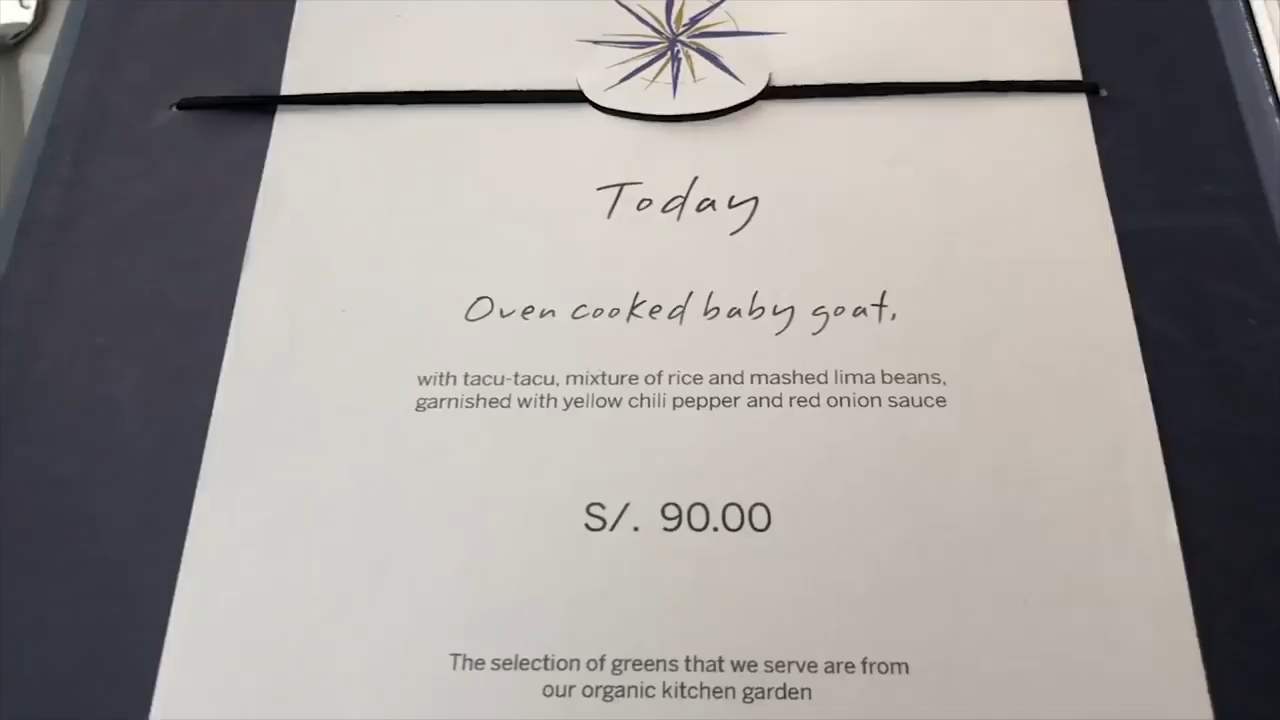 Today
Oven cooked baby goat,
with tacu-tacu, mixture of rice and mashed lima beans,
garnished with yellow chili pepper and red onion sauce
S/. 90.00
The selection of greens that we serve are from
our organic kitchen garden